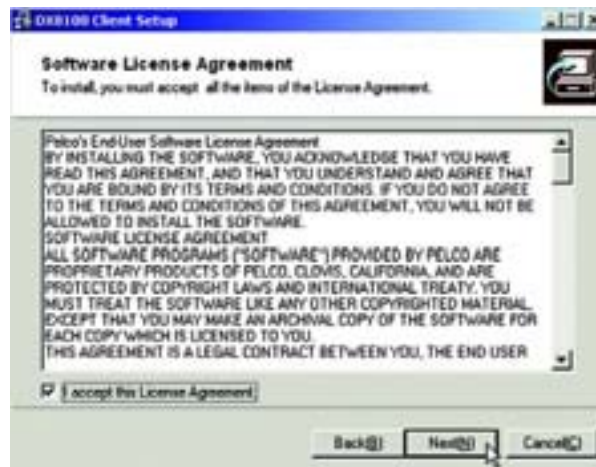 DX8100 Client Setup
Software License Agreement
To install, you must accept all the items of the License Agreement.
Pelco's End-User Software License Agreement
BY INSTALLING THE SOFTWARE, YOU ACKNOWLEDGE THAT YOU HAVE
READ THIS AGREEMENT, AND THAT YOU UNDERSTAND AND AGREE THAT
YOU ARE BOUND BY ITS TERMS AND CONDITIONS. IF YOU DO NOT AGREE
TO THE TERMS AND CONDITIONS OF THIS AGREEMENT, YOU WILL NOT BE
ALLOWED TO INSTALL THE SOFTWARE.
SOFTWARE LICENSE AGREEMENT
ALL SOFTWARE PROGRAMS ("SOFTWARE") PROVIDED BY PELCO ARE
PROPRIETARY PRODUCTS OF PELCO, CLOVIS, CALIFORNIA, AND ARE
PROTECTED BY COPYRIGHT LAWS AND INTERNATIONAL TREATY. YOU
MUST TREAT THE SOFTWARE LIKE ANY OTHER COPYRIGHTED MATERIAL,
EXCEPT THAT YOU MAY MAKE AN ARCHIVAL COPY OF THE SOFTWARE FOR
EACH COPY WHICH IS LICENSED TO YOU.
THIS AGREEMENT IS A LEGAL CONTRACT BETWEEN YOU, THE END USER
I accept this License Agreement
Back(B) Next(N) Cancel(C)